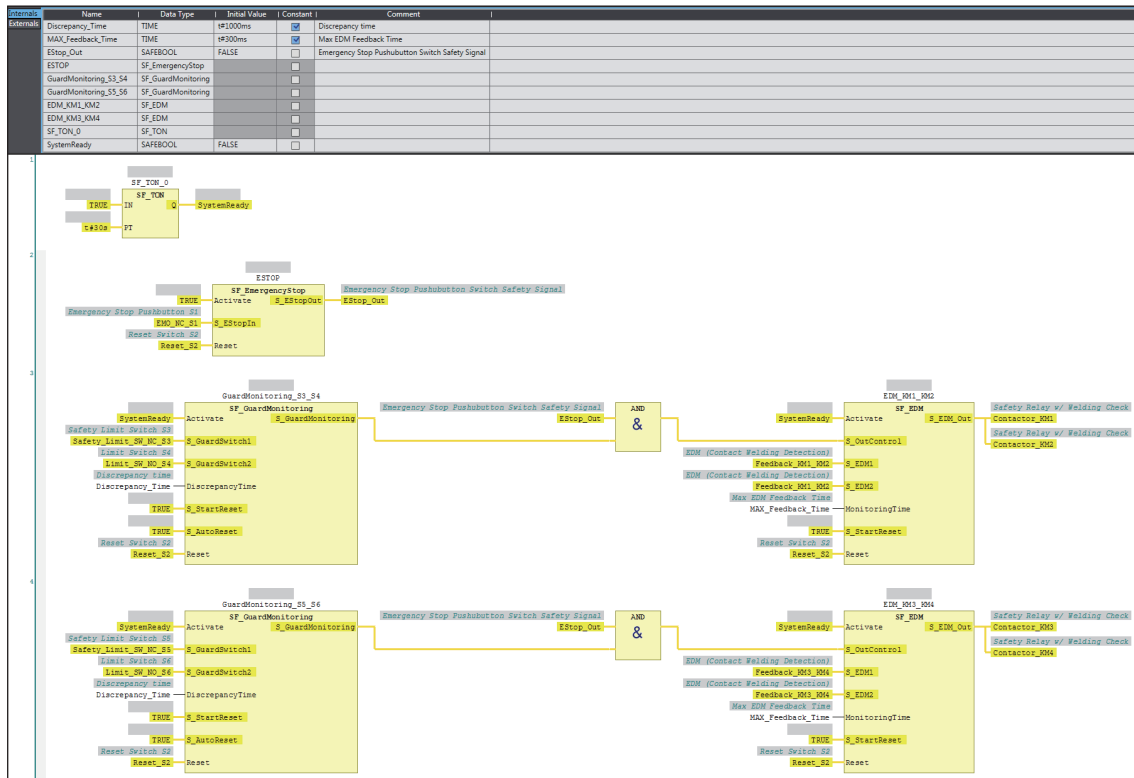 Internals Name Data Type Initial Value Constant Comment
Externals Discrepancy_Time TIME t#1000ms Discrepancy time
MAX_Feedback_Time TIME t#300ms Max EDM Feedback Time
EStop_Out SAFEBOOL FALSE Emergency Stop Pushubutton Switch Safety Signal
ESTOP SF_EmergencyStop
GuardMonitoring_S3_S4 SF_GuardMonitoring
GuardMonitoring_S5_S6 SF_GuardMonitoring
EDM_KM1_KM2 SF_EDM
EDM_KM3_KM4 SF_EDM
SF_TON_0 SF_TON
SystemReady SAFEBOOL FALSE
1
SF_TON_0
SF_TON
TRUE IN Q SystemReady
t#30s PT
2
ESTOP
SF_EmergencyStop Emergency Stop Pushubutton Switch Safety Signal
TRUE Activate S_EStopOut EStop_Out
Emergency Stop Pushbutton S1
EMO_NC_S1 S_EStopIn
Reset Switch S2
Reset_S2 Reset
3
GuardMonitoring_S3_S4 EDM_KM1_KM2
SF_GuardMonitoring Emergency Stop Pushubutton Switch Safety Signal AND SF_EDM Safety Relay w/ Welding Check
SystemReady Activate S_GuardMonitoring EStop_Out & SystemReady Activate S_EDM_Out Contactor_KM1
Safety Limit Switch S3 Safety Relay w/ Welding Check
Safety_Limit_SW_NC_S3 S_GuardSwitch1 S_OutControl Contactor_KM2
Limit Switch S4 EDM (Contact Welding Detection)
Limit_SW_NO_S4 S_GuardSwitch2 Feedback_KM1_KM2 S_EDM1
Discrepancy time EDM (Contact Welding Detection)
Discrepancy_Time DiscrepancyTime Feedback_KM1_KM2 S_EDM2
Max EDM Feedback Time
TRUE S_StartReset MAX_Feedback_Time MonitoringTime
TRUE S_AutoReset TRUE S_StartReset
Reset Switch S2 Reset Switch S2
Reset_S2 Reset Reset_S2 Reset
4
GuardMonitoring_S5_S6 EDM_KM3_KM4
SF_GuardMonitoring Emergency Stop Pushubutton Switch Safety Signal AND SF_EDM Safety Relay w/ Welding Check
SystemReady Activate S_GuardMonitoring EStop_Out & SystemReady Activate S_EDM_Out Contactor_KM3
Safety Limit Switch S5 Safety Relay w/ Welding Check
Safety_Limit_SW_NC_S5 S_GuardSwitch1 S_OutControl Contactor_KM4
Limit Switch S6 EDM (Contact Welding Detection)
Limit_SW_NO_S6 S_GuardSwitch2 Feedback_KM3_KM4 S_EDM1
Discrepancy time EDM (Contact Welding Detection)
Discrepancy_Time DiscrepancyTime Feedback_KM3_KM4 S_EDM2
Max EDM Feedback Time
TRUE S_StartReset MAX_Feedback_Time MonitoringTime
TRUE S_AutoReset TRUE S_StartReset
Reset Switch S2 Reset Switch S2
Reset_S2 Reset Reset_S2 Reset